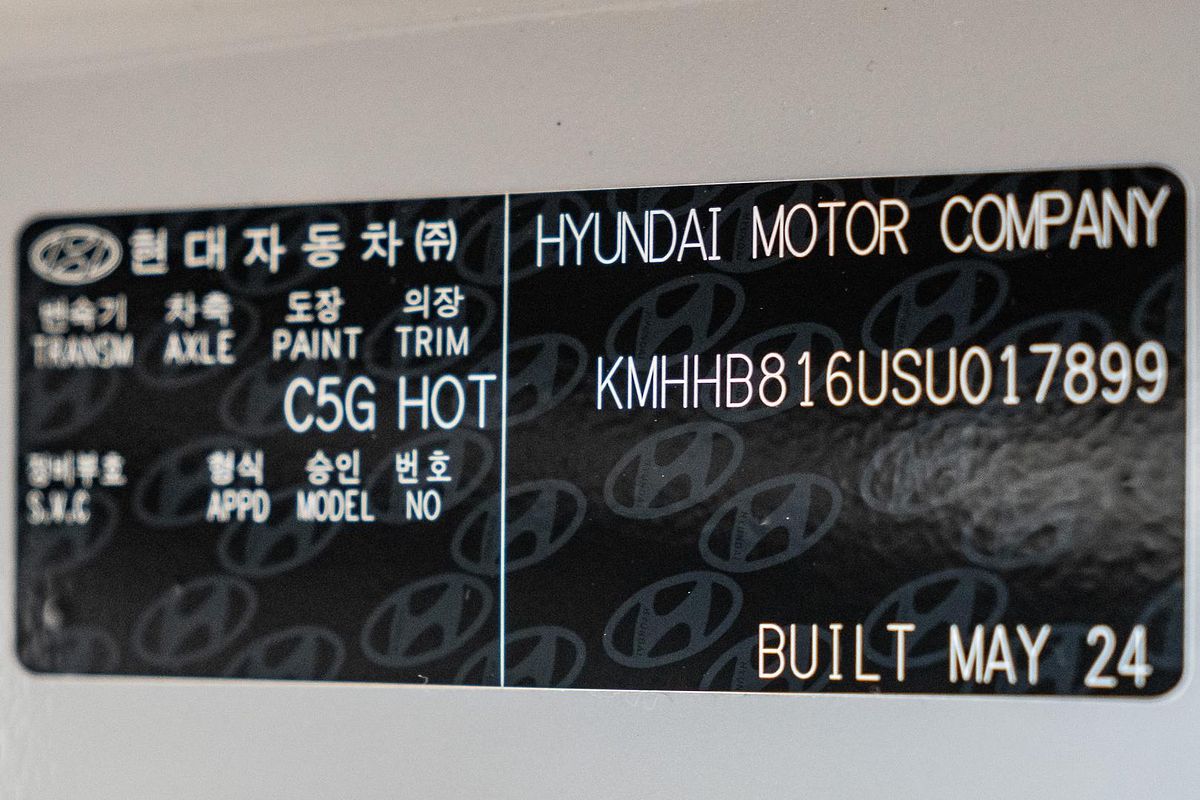 현대자동차㈜
변속기 차축 도장 의장
TRANSM AXLE PAINT TRIM
C5G HOT
정비부호 형식 승인 번호
S.V.C APPD MODEL NO
HYUNDAI MOTOR COMPANY
KMHHB816USU017899
BUILT MAY 24